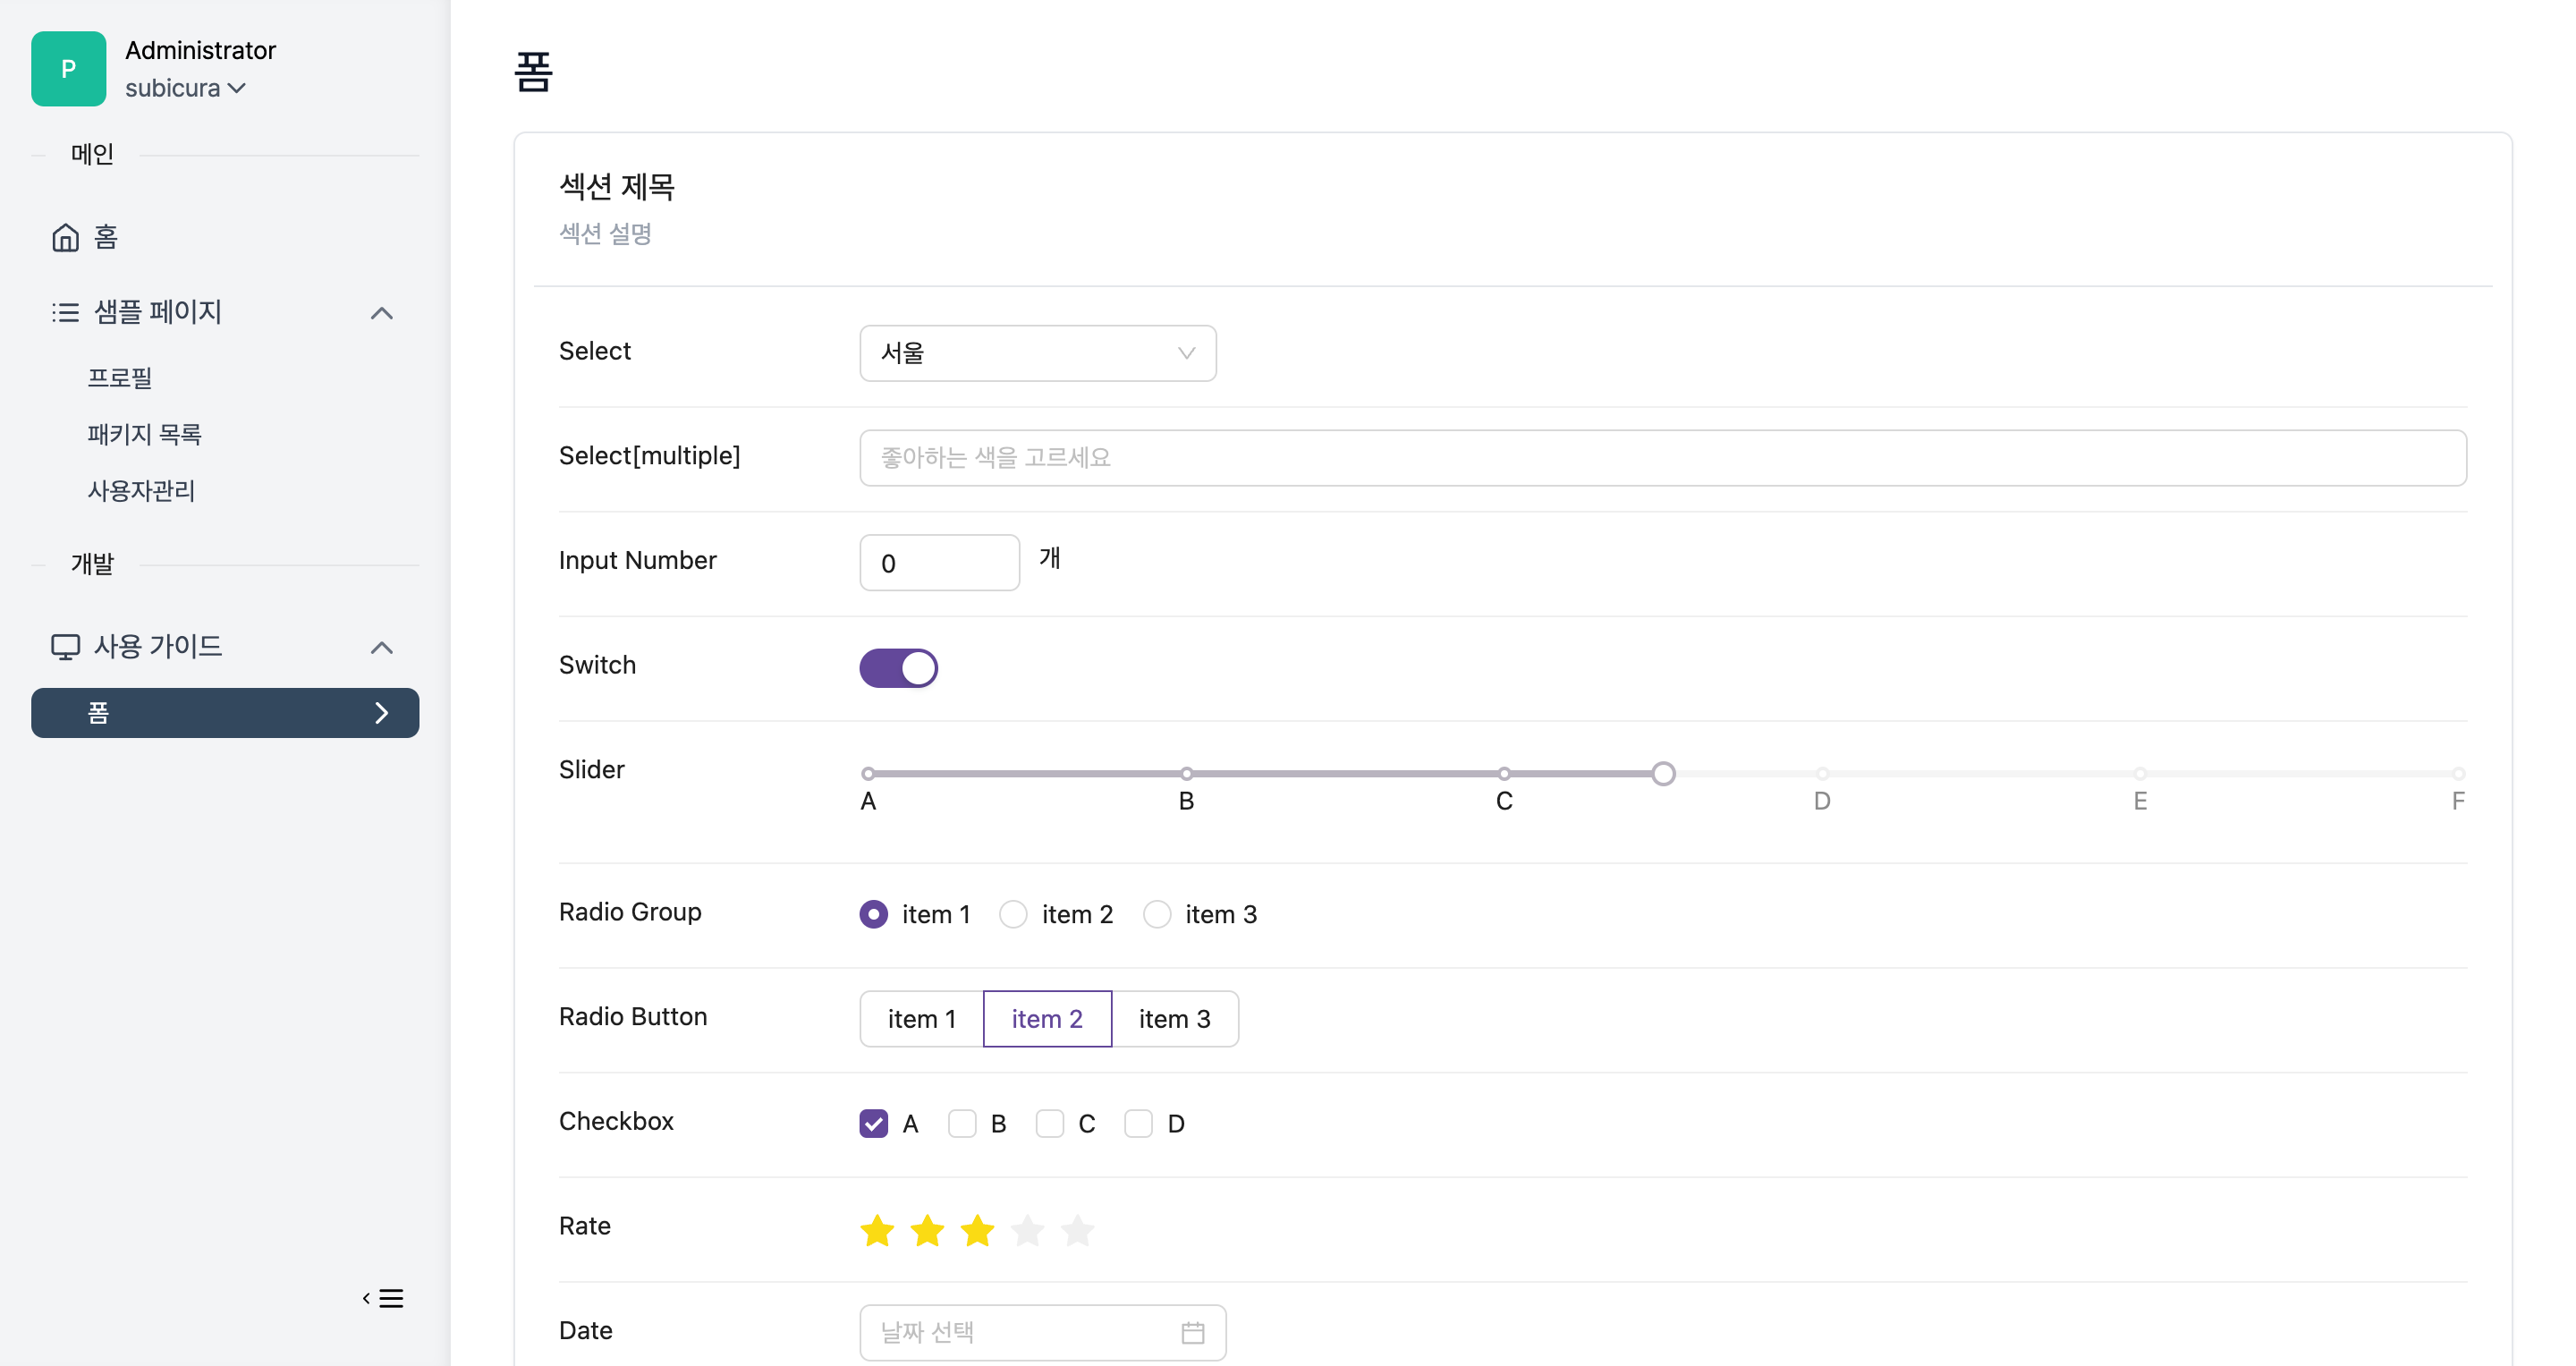 P
Administrator
subicura
메인
홈
샘플 페이지
프로필
패키지 목록
사용자관리
개발
사용 가이드
폼
폼
섹션 제목
섹션 설명
Select
서울
Select[multiple]
좋아하는 색을 고르세요
Input Number
0 개
Switch
Slider
A B C D E F
Radio Group
item 1 item 2 item 3
Radio Button
item 1 item 2 item 3
Checkbox
A B C D
Rate
Date
날짜 선택